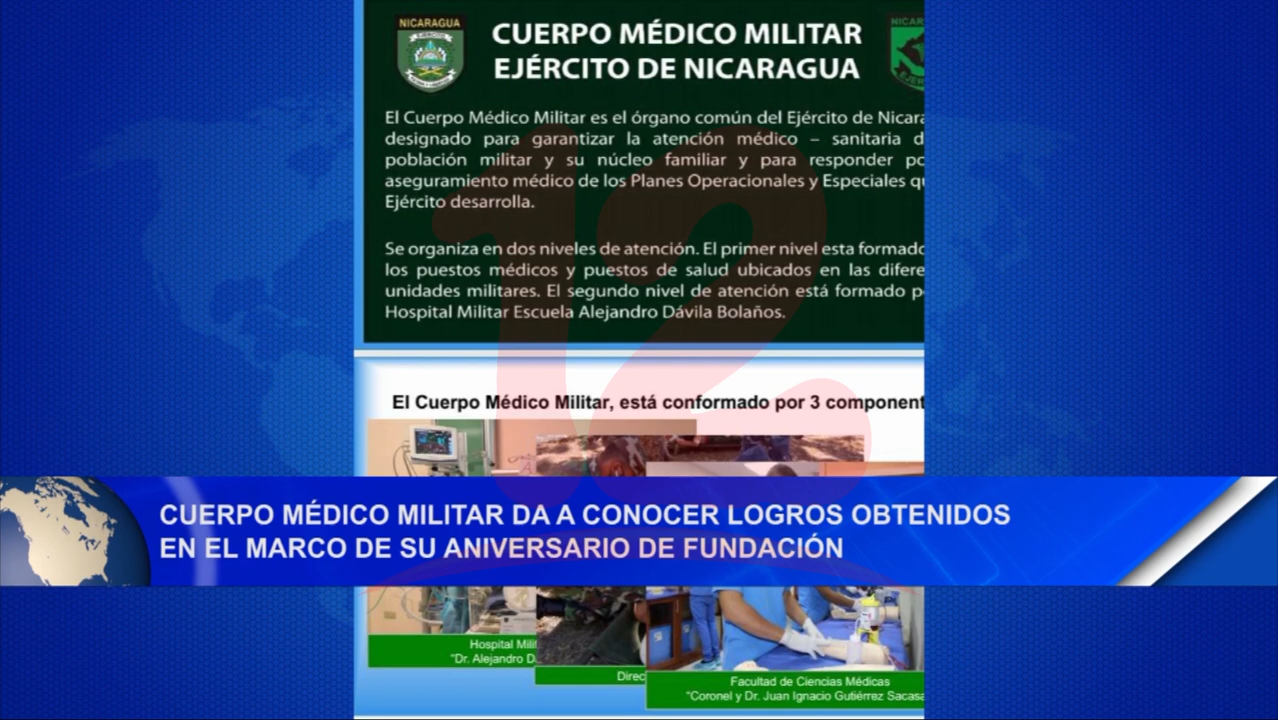 NICARAGUA
EJÉRCITO
CUERPO MÉDICO MILITAR
EJÉRCITO DE NICARAGUA
NICAR
El Cuerpo Médico Militar es el órgano común del Ejército de Nicara
designado para garantizar la atención médico – sanitaria d
población militar y su núcleo familiar y para responder po
aseguramiento médico de los Planes Operacionales y Especiales qu
Ejército desarrolla.
Se organiza en dos niveles de atención. El primer nivel esta formado
los puestos médicos y puestos de salud ubicados en las difere
unidades militares. El segundo nivel de atención está formado p
Hospital Militar Escuela Alejandro Dávila Bolaños.
12
El Cuerpo Médico Militar, está conformado por 3 component
CUERPO MÉDICO MILITAR DA A CONOCER LOGROS OBTENIDOS
EN EL MARCO DE SU ANIVERSARIO DE FUNDACIÓN
Hospital Milit
"Dr. Alejandro D
Direc
Facultad de Ciencias Médicas
"Coronel y Dr. Juan Ignacio Gutiérrez Sacasa